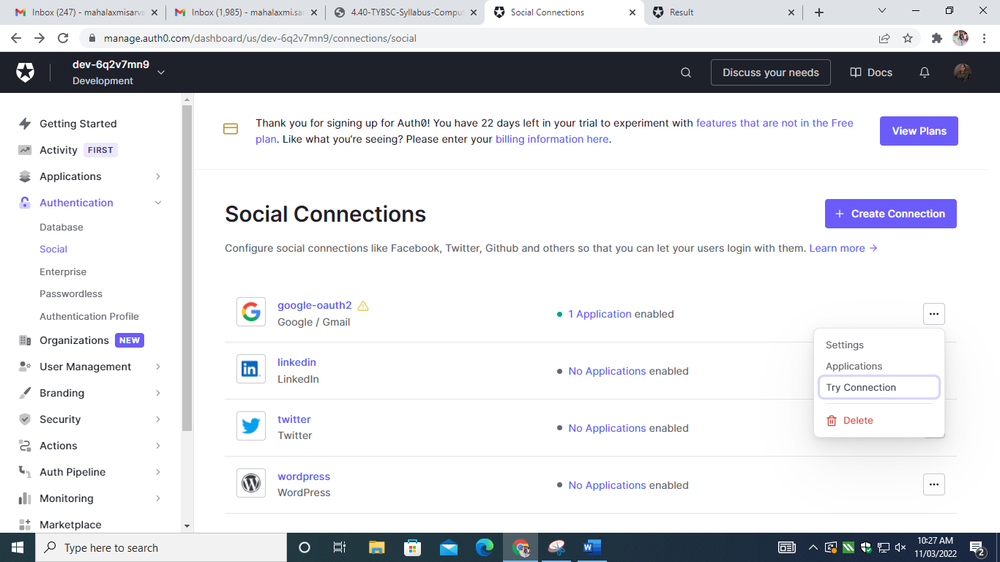 Inbox (247) - mahalaxmisarva
Inbox (1,985) - mahalaxmi.sar
4.40-TYBSC-Syllabus-Compu
Social Connections
Result
manage.auth0.com/dashboard/us/dev-6q2v7mn9/connections/social
dev-6q2v7mn9
Development
Discuss your needs
Docs
Getting Started
Activity FIRST
Applications
Authentication
Database
Social
Enterprise
Passwordless
Authentication Profile
Organizations NEW
User Management
Branding
Security
Actions
Auth Pipeline
Monitoring
Marketplace
Thank you for signing up for Auth0! You have 22 days left in your trial to experiment with features that are not in the Free
plan. Like what you're seeing? Please enter your billing information here.
View Plans
Social Connections
+ Create Connection
Configure social connections like Facebook, Twitter, Github and others so that you can let your users login with them. Learn more →
google-oauth2
Google / Gmail
1 Application enabled
linkedin
LinkedIn
No Applications enabled
twitter
Twitter
No Applications enabled
wordpress
WordPress
No Applications enabled
Settings
Applications
Try Connection
Delete
Type here to search
10:27 AM
11/03/2022
2